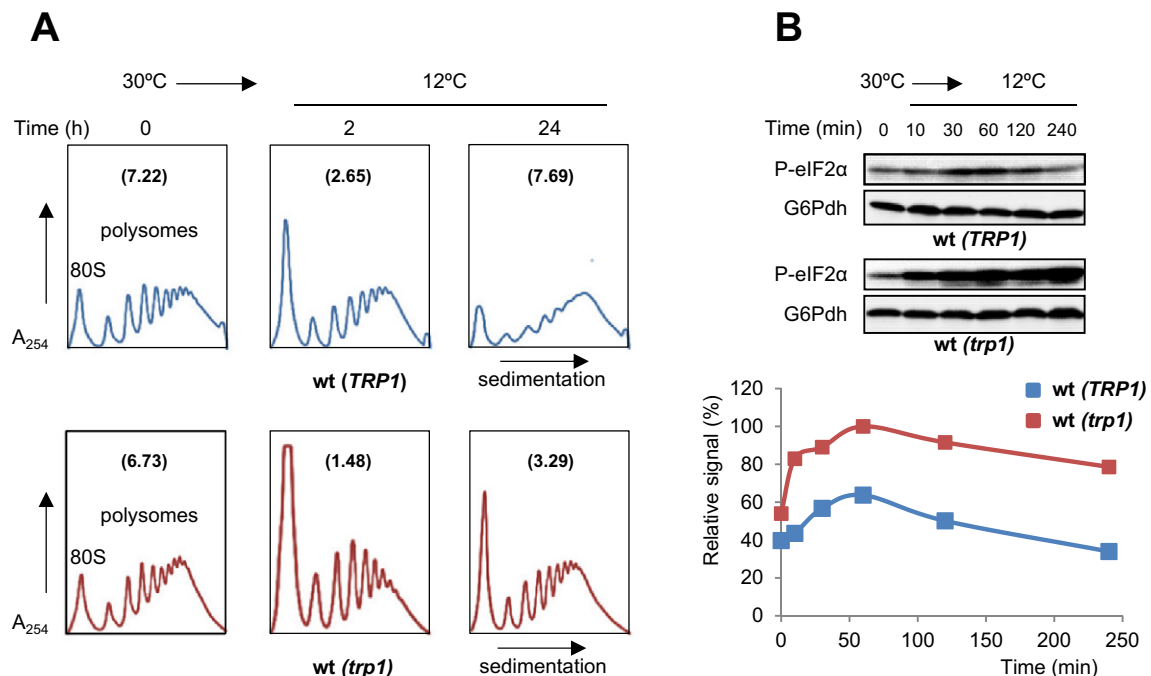 A
30ºC
12ºC
Time (h) 0 2 24
(7.22)
polysomes
80S
A254
(2.65)
(7.69)
wt (TRP1)
sedimentation
(6.73)
polysomes
80S
A254
(1.48)
(3.29)
wt (trp1)
sedimentation
B
30ºC
12ºC
Time (min) 0 10 30 60 120 240
P-eIF2α
G6Pdh
wt (TRP1)
P-eIF2α
G6Pdh
wt (trp1)
Relative signal (%)
120
100
80
60
40
20
0
wt (TRP1)
wt (trp1)
0 50 100 150 200 250
Time (min)